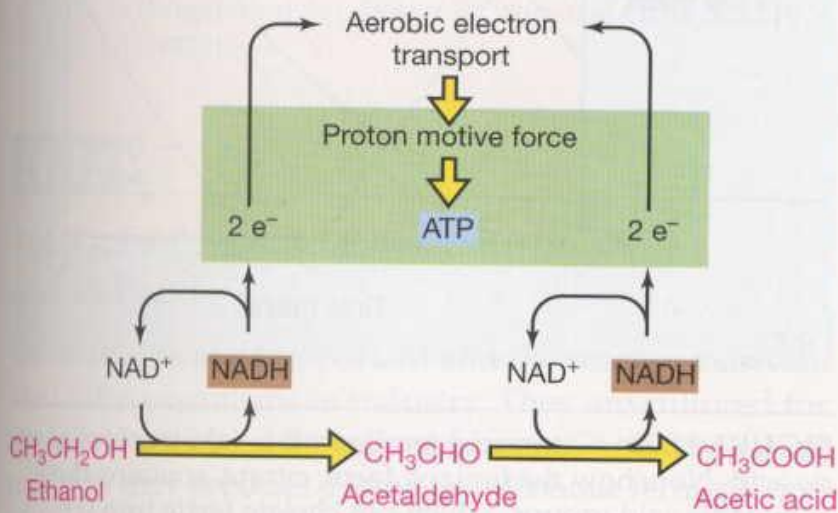 Aerobic electron
transport
Proton motive force
2 e⁻
ATP
2 e⁻
NAD⁺
NADH
NAD⁺
NADH
CH₃CH₂OH
CH₃CHO
CH₃COOH
Ethanol
Acetaldehyde
Acetic acid